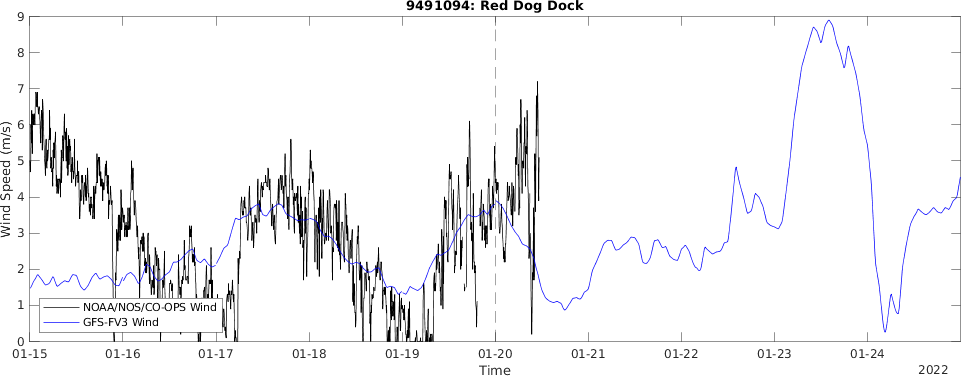 9491094: Red Dog Dock
Wind Speed (m/s)
9
8
7
6
5
4
3
2
1
0
NOAA/NOS/CO-OPS Wind
GFS-FV3 Wind
01-15 01-16 01-17 01-18 01-19 01-20 01-21 01-22 01-23 01-24
Time
2022